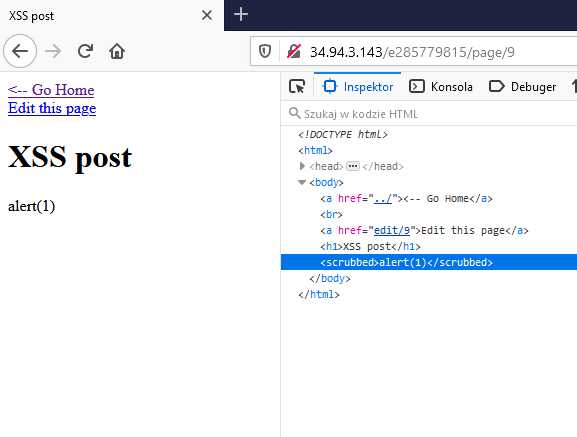 XSS post
34.94.3.143/e285779815/page/9
<-- Go Home
Edit this page
XSS post
alert(1)
Inspektor Konsola Debuger
Szukaj w kodzie HTML
<!DOCTYPE html>
<html>
<head> ••• </head>
<body>
<a href="../"><-- Go Home</a>
<br>
<a href="edit/9">Edit this page</a>
<h1>XSS post</h1>
<scrubbed>alert(1)</scrubbed>
</body>
</html>